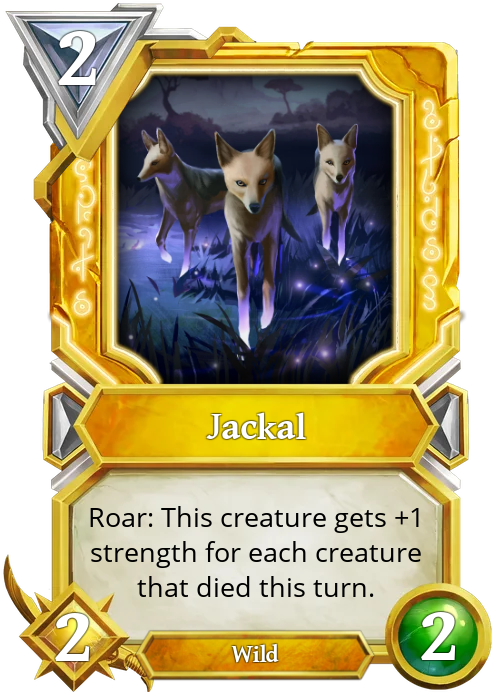 2
Jackal
Roar: This creature gets +1
strength for each creature
that died this turn.
2
2
Wild